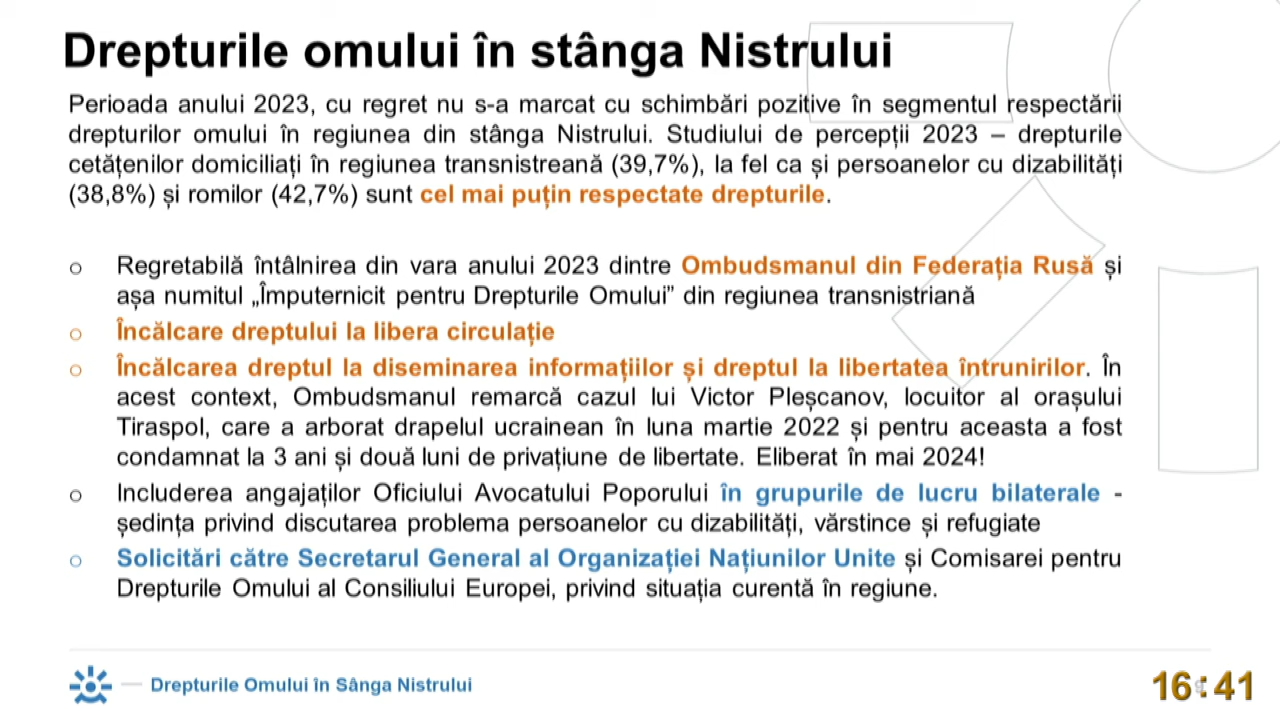 Drepturile omului în stânga Nistrului
Perioada anului 2023, cu regret nu s-a marcat cu schimbări pozitive în segmentul respectării
drepturilor omului în regiunea din stânga Nistrului. Studiului de percepții 2023 – drepturile
cetățenilor domiciliați în regiunea transnistreană (39,7%), la fel ca și persoanelor cu dizabilități
(38,8%) și romilor (42,7%) sunt cel mai puțin respectate drepturile.
o Regretabilă întâlnirea din vara anului 2023 dintre Ombudsmanul din Federația Rusă și
așa numitul „Împuternicit pentru Drepturile Omului” din regiunea transnistriană
o Încălcare dreptului la libera circulație
o Încălcarea dreptul la diseminarea informațiilor și dreptul la libertatea întrunirilor. În
acest context, Ombudsmanul remarcă cazul lui Victor Pleșcanov, locuitor al orașului
Tiraspol, care a arborat drapelul ucrainean în luna martie 2022 și pentru aceasta a fost
condamnat la 3 ani și două luni de privațiune de libertate. Eliberat în mai 2024!
o Includerea angajaților Oficiului Avocatului Poporului în grupurile de lucru bilaterale -
ședința privind discutarea problema persoanelor cu dizabilități, vărstince și refugiate
o Solicitări către Secretarul General al Organizației Națiunilor Unite și Comisarei pentru
Drepturile Omului al Consiliului Europei, privind situația curentă în regiune.
Drepturile Omului în Sânga Nistrului
16:41